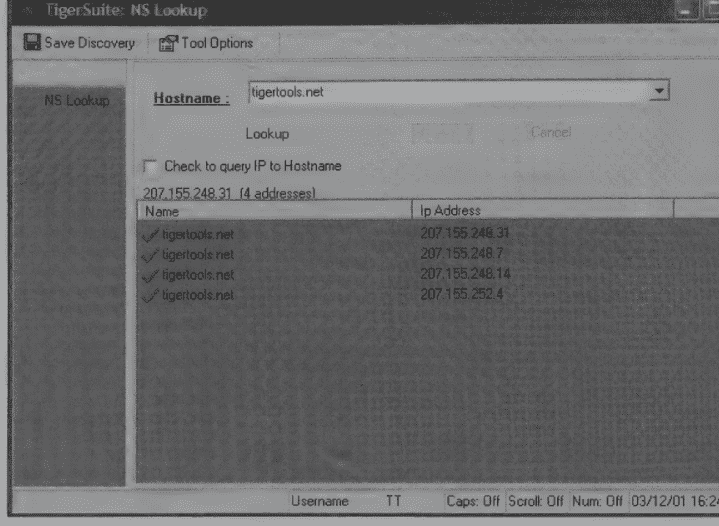 TigerSuite: NS Lookup
Save Discovery Tool Options
NS Lookup
Hostname : tigertools.net
Lookup Cancel
Check to query IP to Hostname
207.155.248.31 (4 addresses)
Name Ip Address
tigertools.net 207.155.248.31
tigertools.net 207.155.248.7
tigertools.net 207.155.248.14
tigertools.net 207.155.252.4
Username TT Caps: Off Scroll: Off Num: Off 03/12/01 16:24